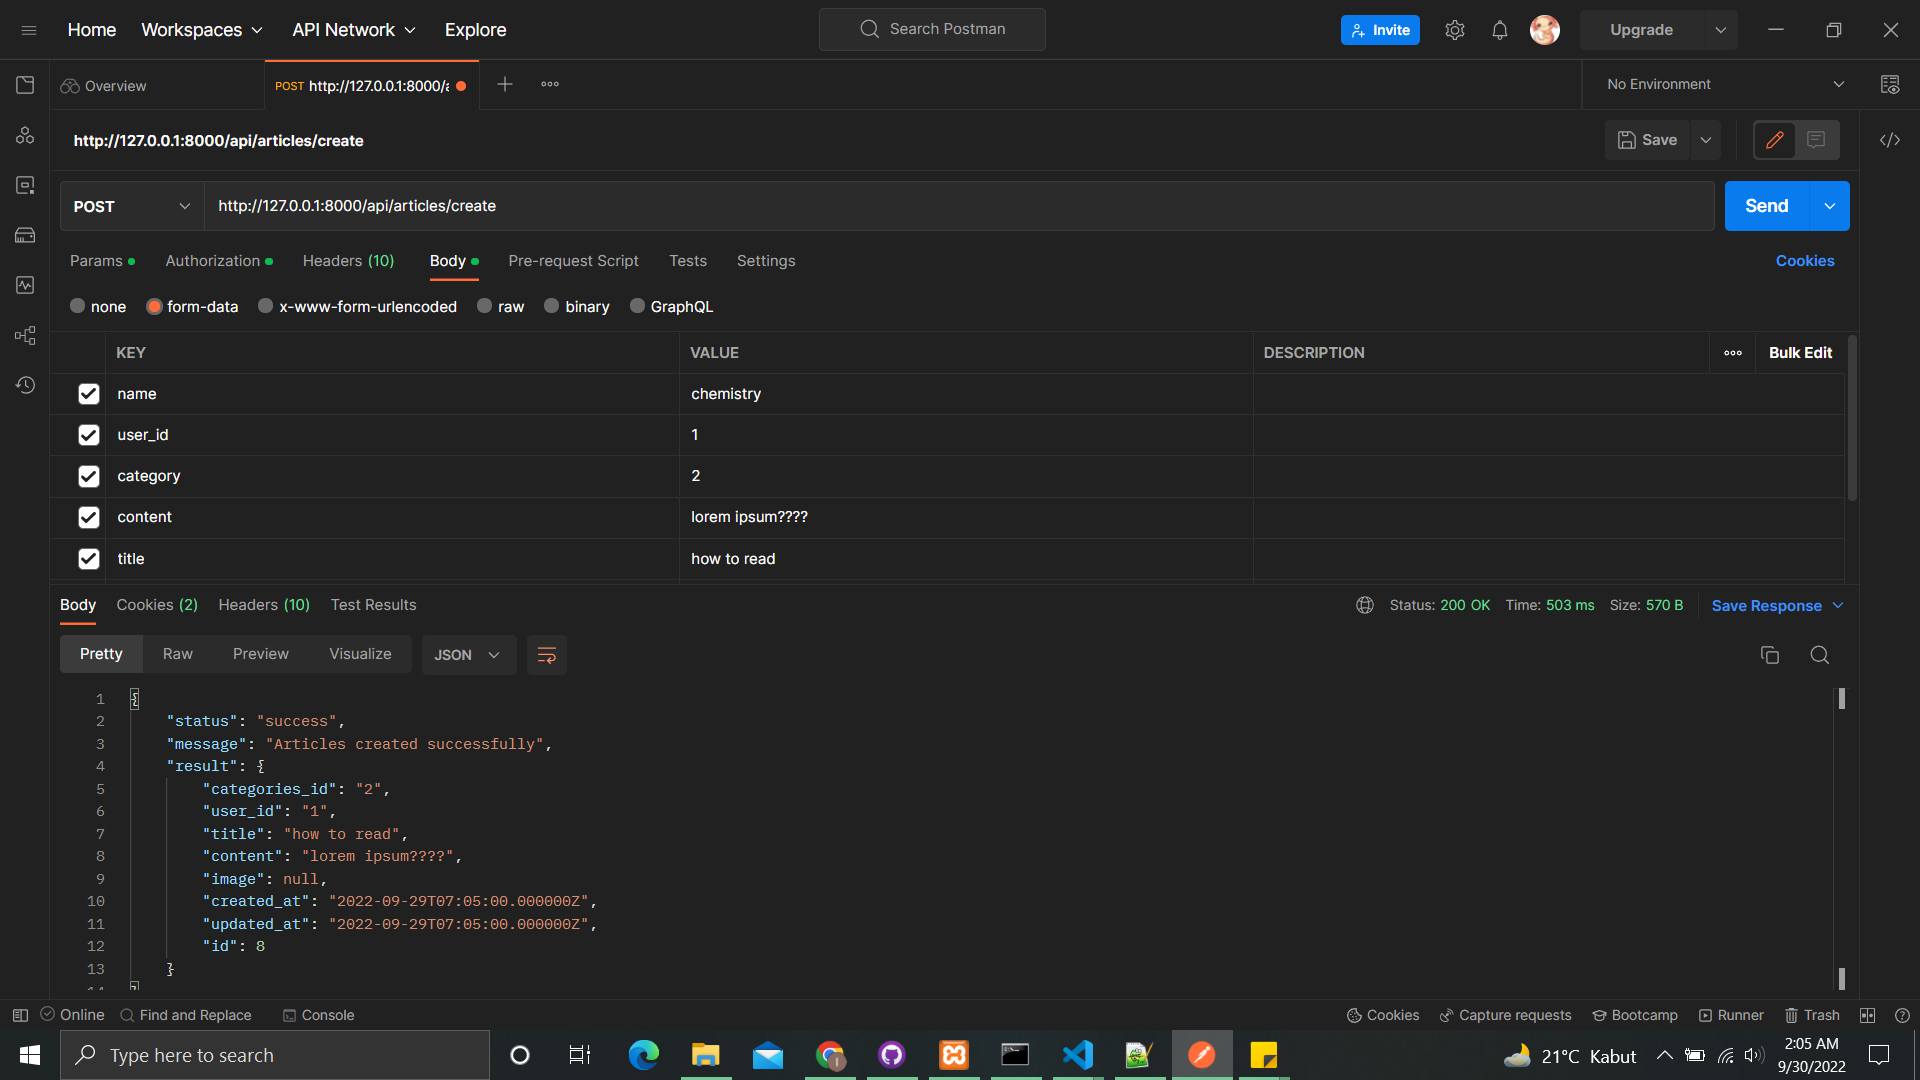 Home Workspaces API Network Explore Search Postman Invite Upgrade
Overview POST http://127.0.0.1:8000/a No Environment
http://127.0.0.1:8000/api/articles/create Save
POST http://127.0.0.1:8000/api/articles/create Send
Params Authorization Headers (10) Body Pre-request Script Tests Settings Cookies
none form-data x-www-form-urlencoded raw binary GraphQL
KEY VALUE DESCRIPTION Bulk Edit
name chemistry
user_id 1
category 2
content lorem ipsum????
title how to read
Body Cookies (2) Headers (10) Test Results Status: 200 OK Time: 503 ms Size: 570 B Save Response
Pretty Raw Preview Visualize JSON
1 {
2 "status": "success",
3 "message": "Articles created successfully",
4 "result": {
5 "categories_id": "2",
6 "user_id": "1",
7 "title": "how to read",
8 "content": "lorem ipsum????",
9 "image": null,
10 "created_at": "2022-09-29T07:05:00.000000Z",
11 "updated_at": "2022-09-29T07:05:00.000000Z",
12 "id": 8
13 }
14 }
Online Find and Replace Console Cookies Capture requests Bootcamp Runner Trash
Type here to search 21°C Kabut 2:05 AM
9/30/2022